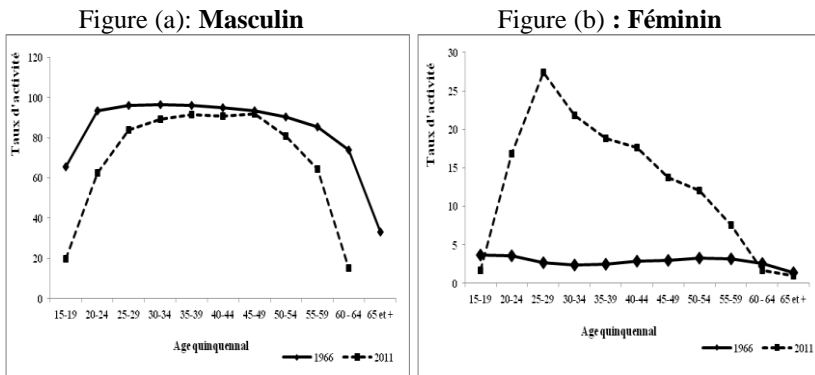 Figure (a): Masculin
Taux d'activité
120
100
80
60
40
20
0
15-19 20-24 25-29 30-34 35-39 40-44 45-49 50-54 55-59 60-64 65 et +
Age quinquennal
1966 2011
Figure (b) : Féminin
Taux d'activité
30
25
20
15
10
5
0
15-19 20-24 25-29 30-34 35-39 40-44 45-49 50-54 55-59 60-64 65 et +
Age quinquennal
1966 2011